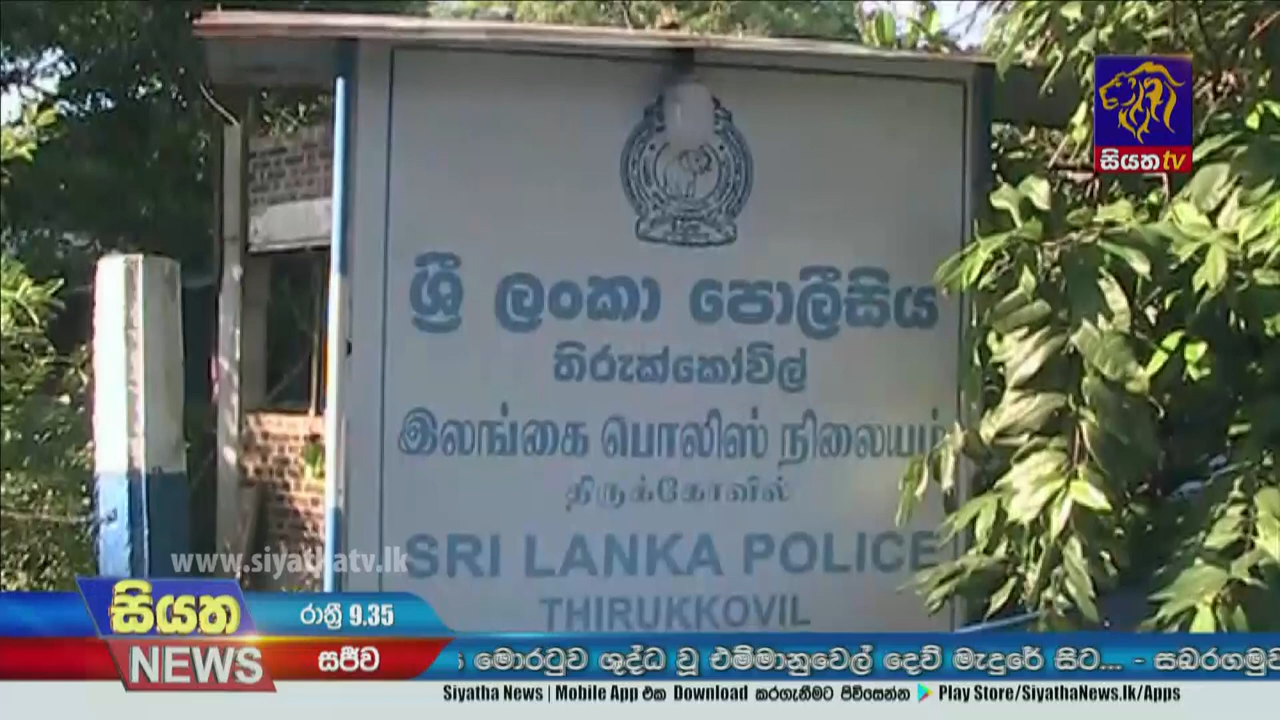 සියත tv
ශ්‍රී ලංකා පොලීසිය
තිරුක්කෝවිල්
இலங்கை பொலிஸ் நிலையம்
திருக்கோவில்
SRI LANKA POLICE
THIRUKKOVIL
www.siyathatv.lk
සියත
NEWS
රාත්‍රී 9.35
සජීව
මොරටුව ශුද්ධ වූ එම්මානුවෙල් දෙව් මැදුරේ සිට... - සබරගමුව
Siyatha News | Mobile App එක Download කරගැනීමට පිවිසෙන්න Play Store/SiyathaNews.lk/Apps